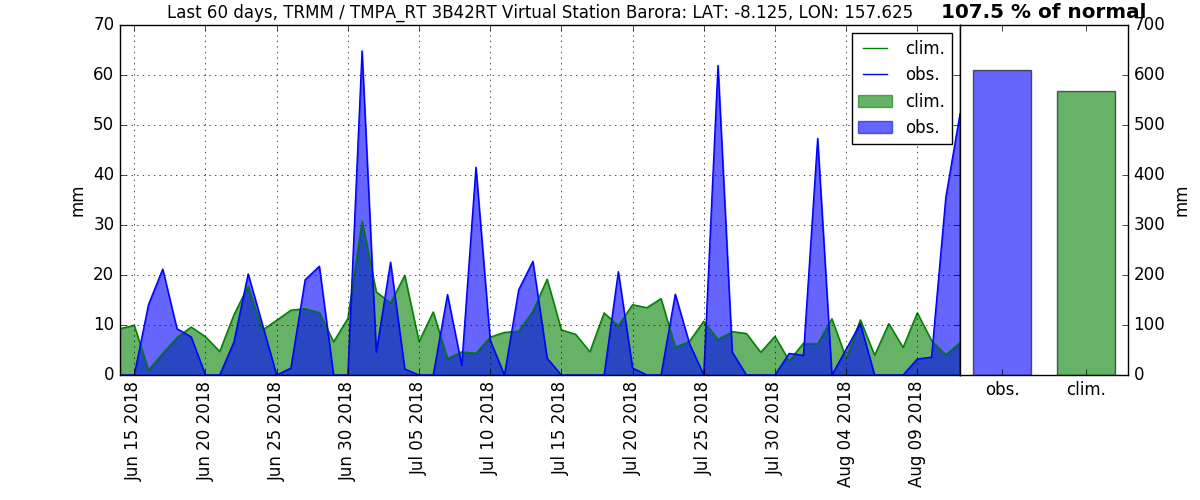 Last 60 days, TRMM / TMPA_RT 3B42RT Virtual Station Barora: LAT: -8.125, LON: 157.625
107.5 % of normal
70
60
50
40
30
20
10
0
mm
clim.
obs.
clim.
obs.
Jun 15 2018
Jun 20 2018
Jun 25 2018
Jun 30 2018
Jul 05 2018
Jul 10 2018
Jul 15 2018
Jul 20 2018
Jul 25 2018
Jul 30 2018
Aug 04 2018
Aug 09 2018
700
600
500
400
300
200
100
0
mm
obs.
clim.